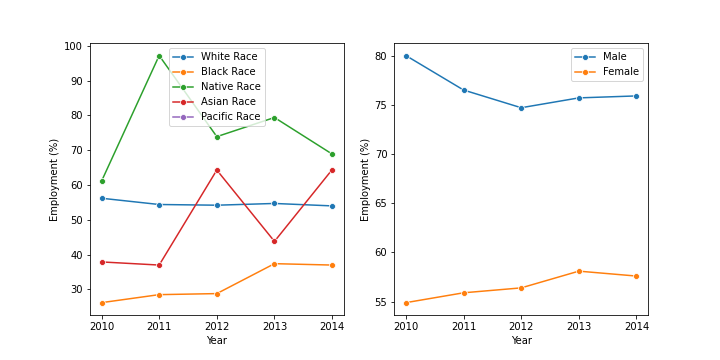 100
90
80
70
60
50
40
30
Employment (%)
2010 2011 2012 2013 2014
Year
White Race
Black Race
Native Race
Asian Race
Pacific Race
80
75
70
65
60
55
Employment (%)
2010 2011 2012 2013 2014
Year
Male
Female